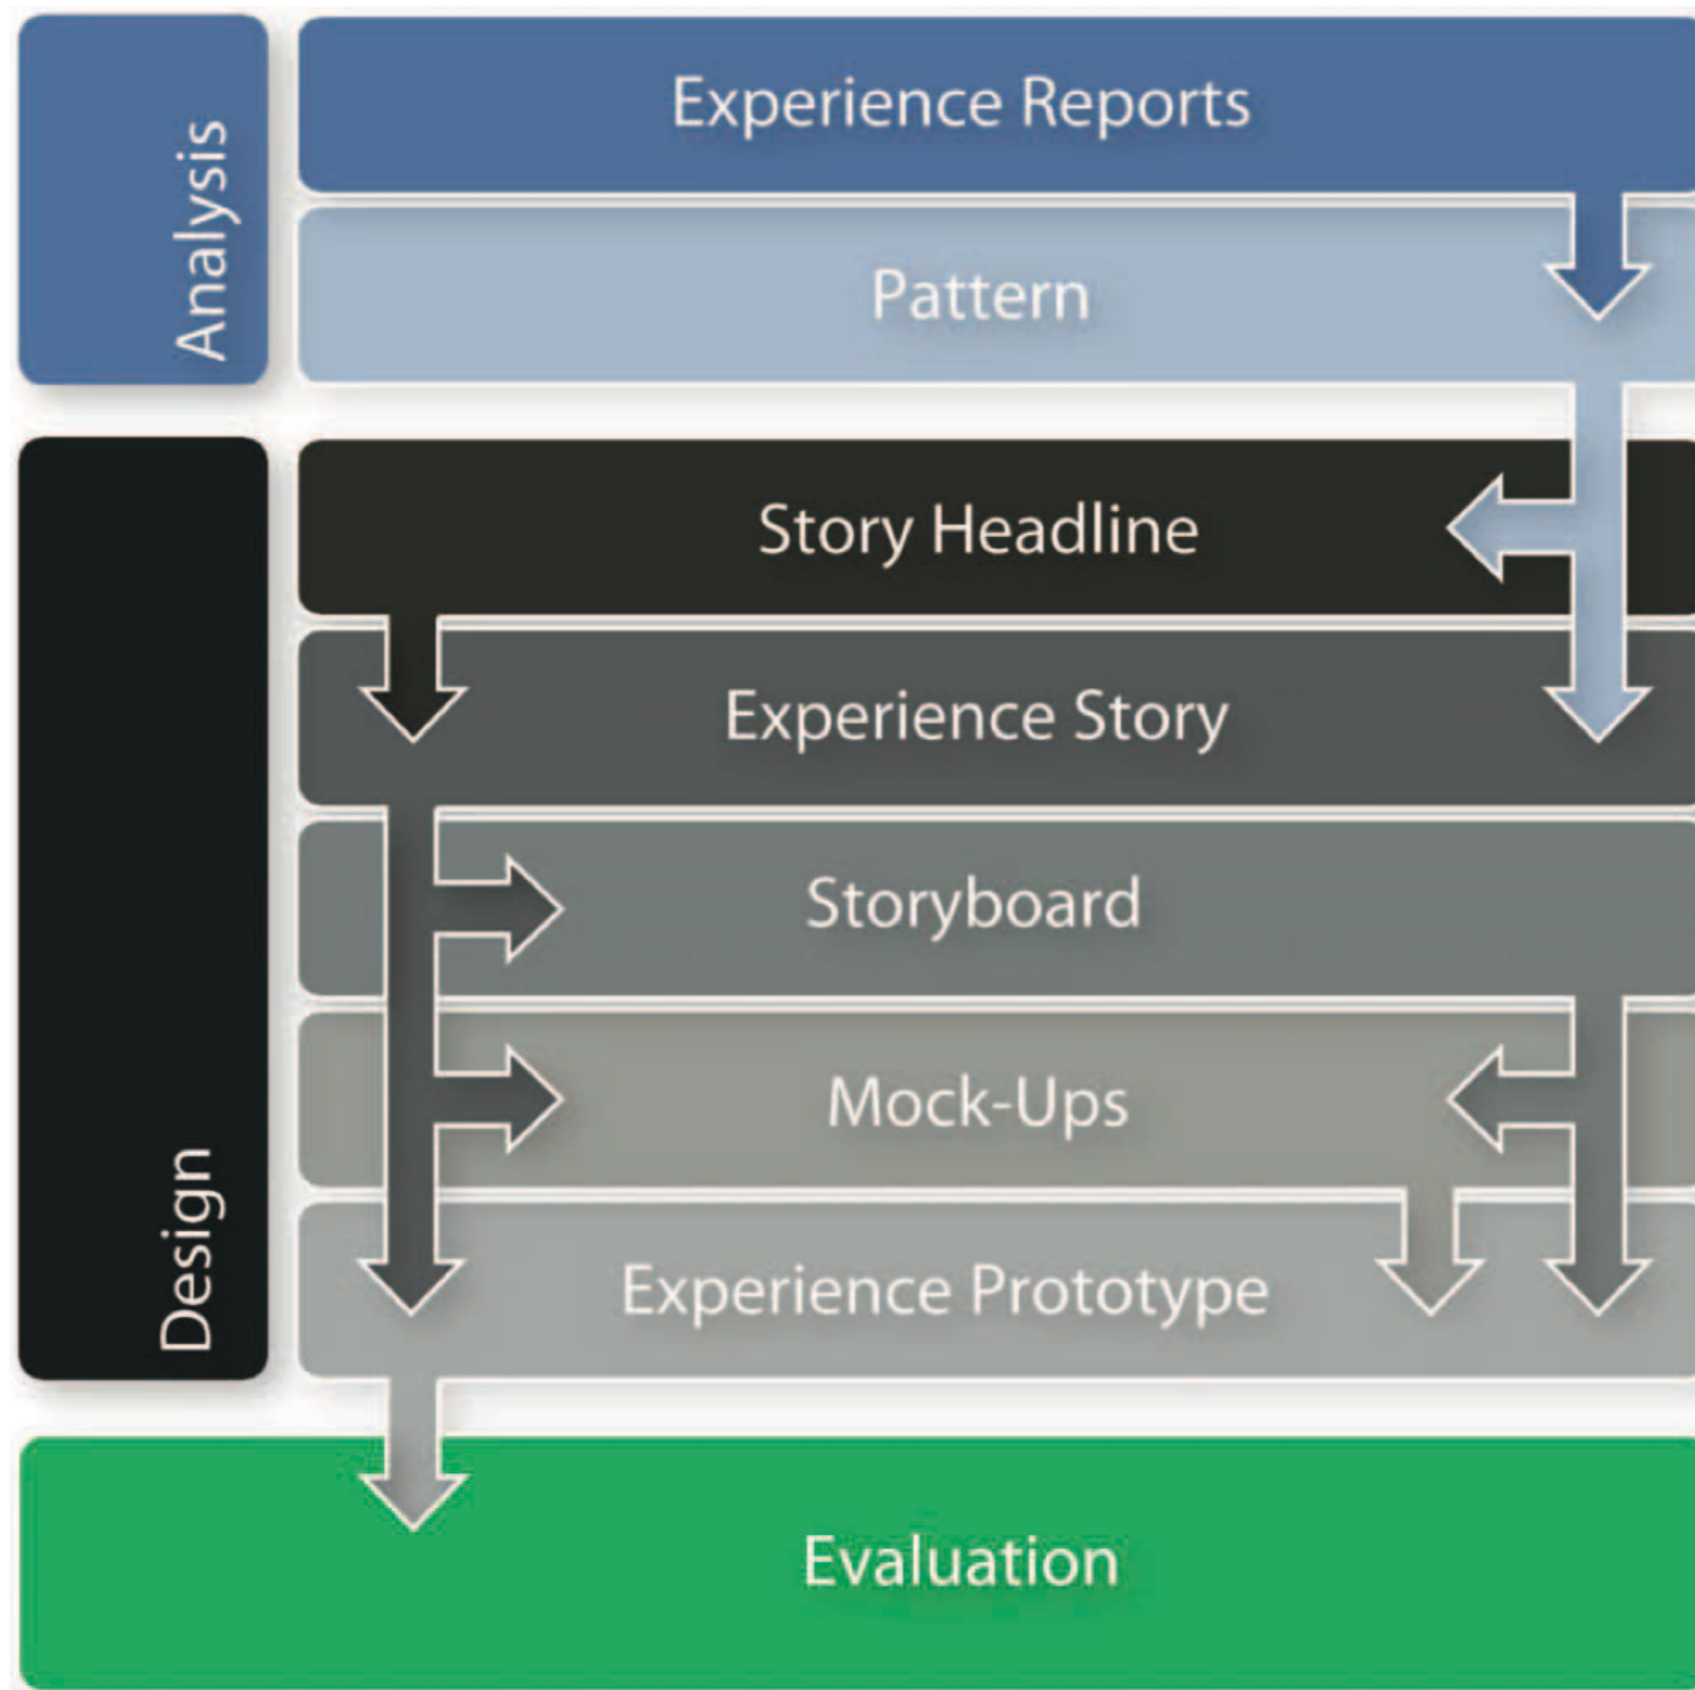 Analysis
Experience Reports
Pattern
Design
Story Headline
Experience Story
Storyboard
Mock-Ups
Experience Prototype
Evaluation